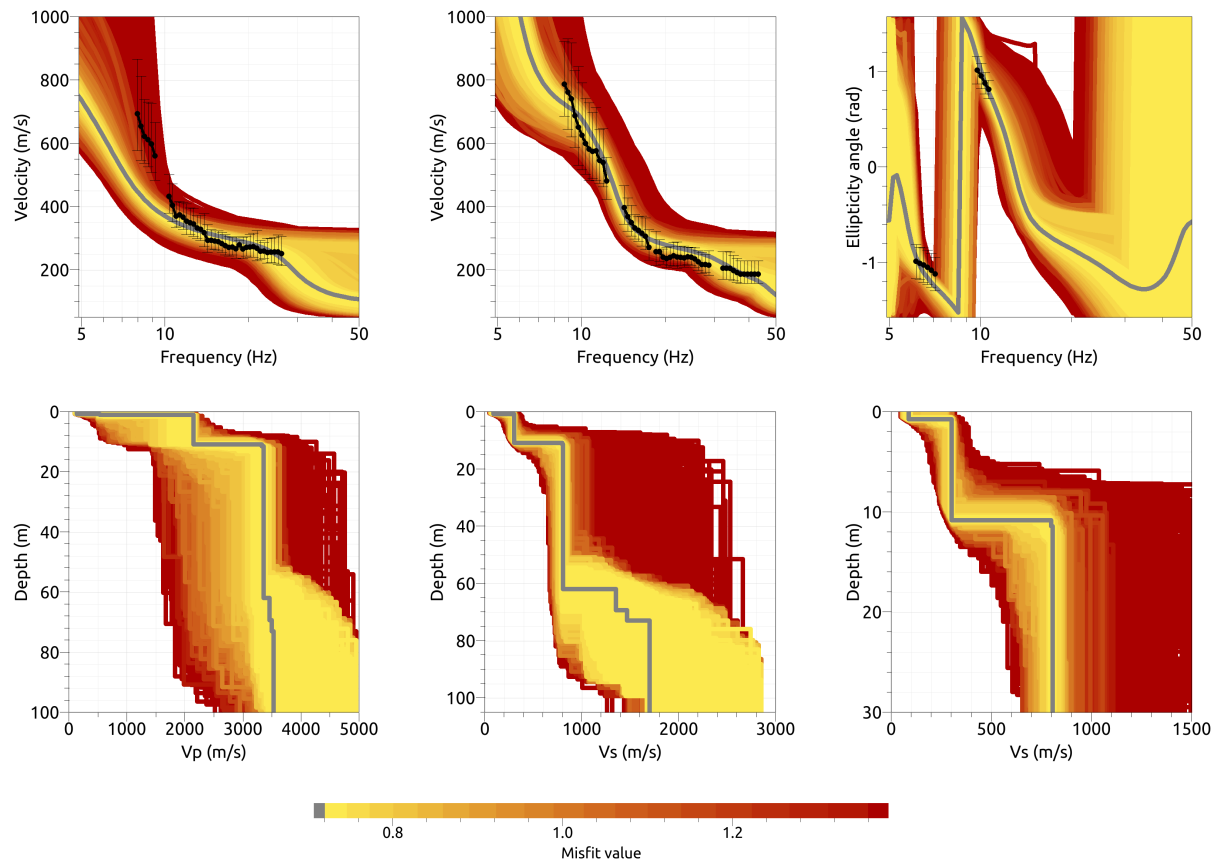 1000
800
600
400
200
Velocity (m/s)
5 10 50
Frequency (Hz)
1000
800
600
400
200
Velocity (m/s)
5 10 50
Frequency (Hz)
1
0
-1
Ellipticity angle (rad)
5 10 50
Frequency (Hz)
0
20
40
60
80
100
Depth (m)
0 1000 2000 3000 4000 5000
Vp (m/s)
0
20
40
60
80
100
Depth (m)
0 1000 2000 3000
Vs (m/s)
0
10
20
30
Depth (m)
0 500 1000 1500
Vs (m/s)
0.8 1.0 1.2
Misfit value